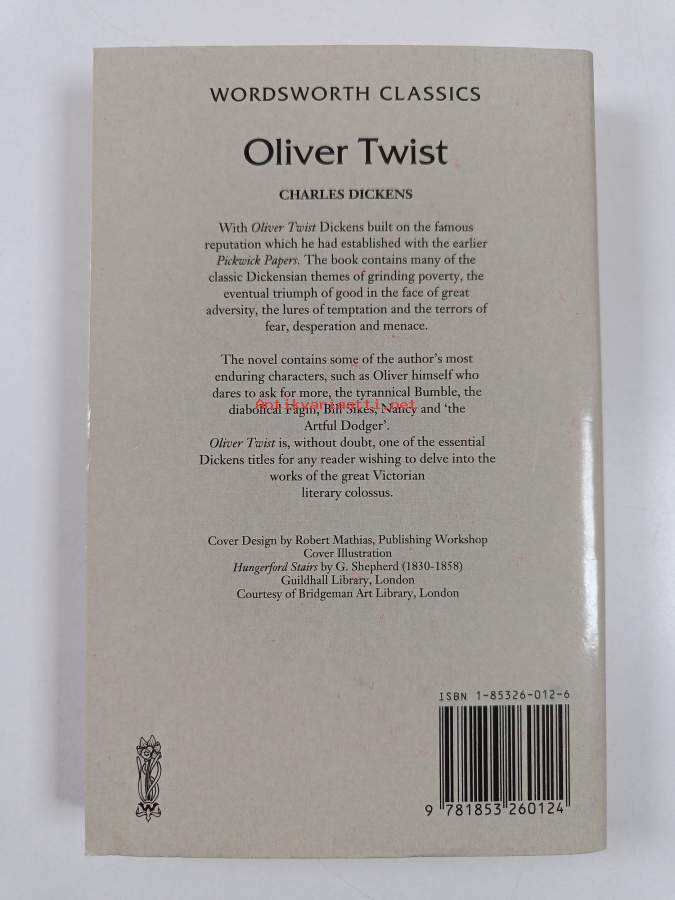 WORDSWORTH CLASSICS
Oliver Twist
CHARLES DICKENS
With Oliver Twist Dickens built on the famous
reputation which he had established with the earlier
Pickwick Papers. The book contains many of the
classic Dickensian themes of grinding poverty, the
eventual triumph of good in the face of great
adversity, the lures of temptation and the terrors of
fear, desperation and menace.
The novel contains some of the author's most
enduring characters, such as Oliver himself who
dares to ask for more, the tyrannical Bumble, the
diabolical Fagin, Bill Sikes, Nancy and ‘the
Artful Dodger’.
Antikvariaatti.net
Oliver Twist is, without doubt, one of the essential
Dickens titles for any reader wishing to delve into the
works of the great Victorian
literary colossus.
Cover Design by Robert Mathias, Publishing Workshop
Cover Illustration
Hungerford Stairs by G. Shepherd (1830-1858)
Guildhall Library, London
Courtesy of Bridgeman Art Library, London
ISBN 1-85326-012-6
W
9 781853 260124